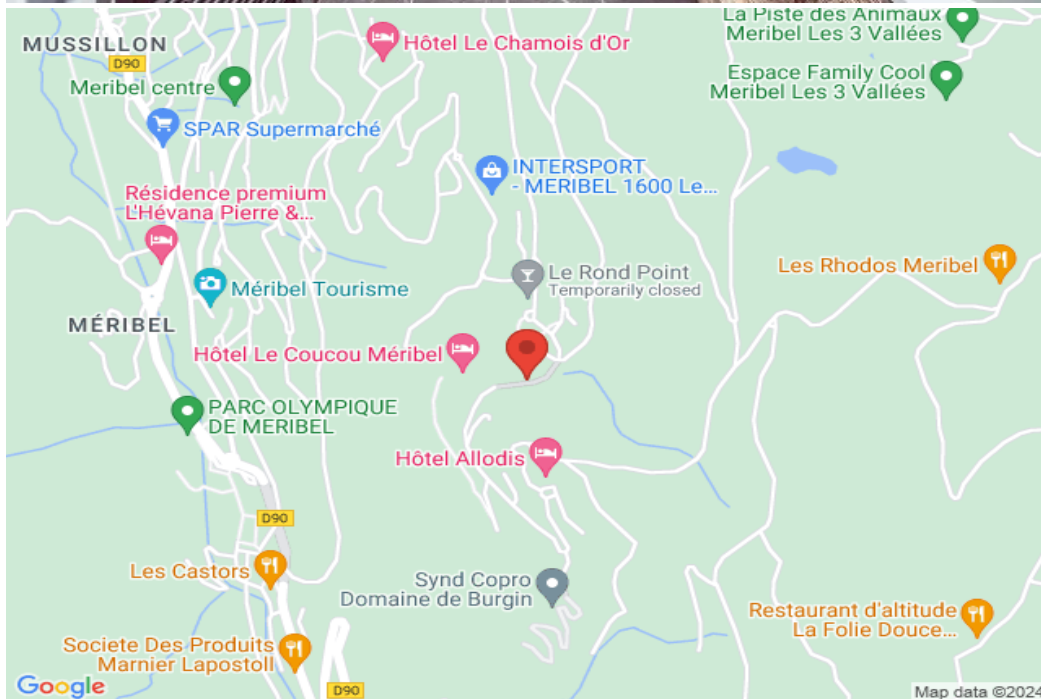 La Piste des Animaux
Meribel Les 3 Vallées
MUSSILLON
Hôtel Le Chamois d'Or
D90
Meribel centre
Espace Family Cool
Meribel Les 3 Vallées
SPAR Supermarché
INTERSPORT
- MERIBEL 1600 Le...
Résidence premium
L'Hévana Pierre &...
Le Rond Point
Temporarily closed
Les Rhodos Meribel
Méribel Tourisme
MÉRIBEL
Hôtel Le Coucou Méribel
PARC OLYMPIQUE
DE MERIBEL
Hôtel Allodis
D90
Les Castors
Synd Copro
Domaine de Burgin
Restaurant d'altitude
La Folie Douce...
Societe Des Produits
Marnier Lapostoll
Google
D90
Map data ©2024